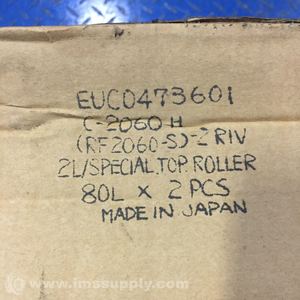 EUC0473601
C-2060 H
(RF2060-S)-2 RIV
2L/SPECIAL TOP ROLLER
80L X 2 PCS
MADE IN JAPAN
© www.imssupply.com